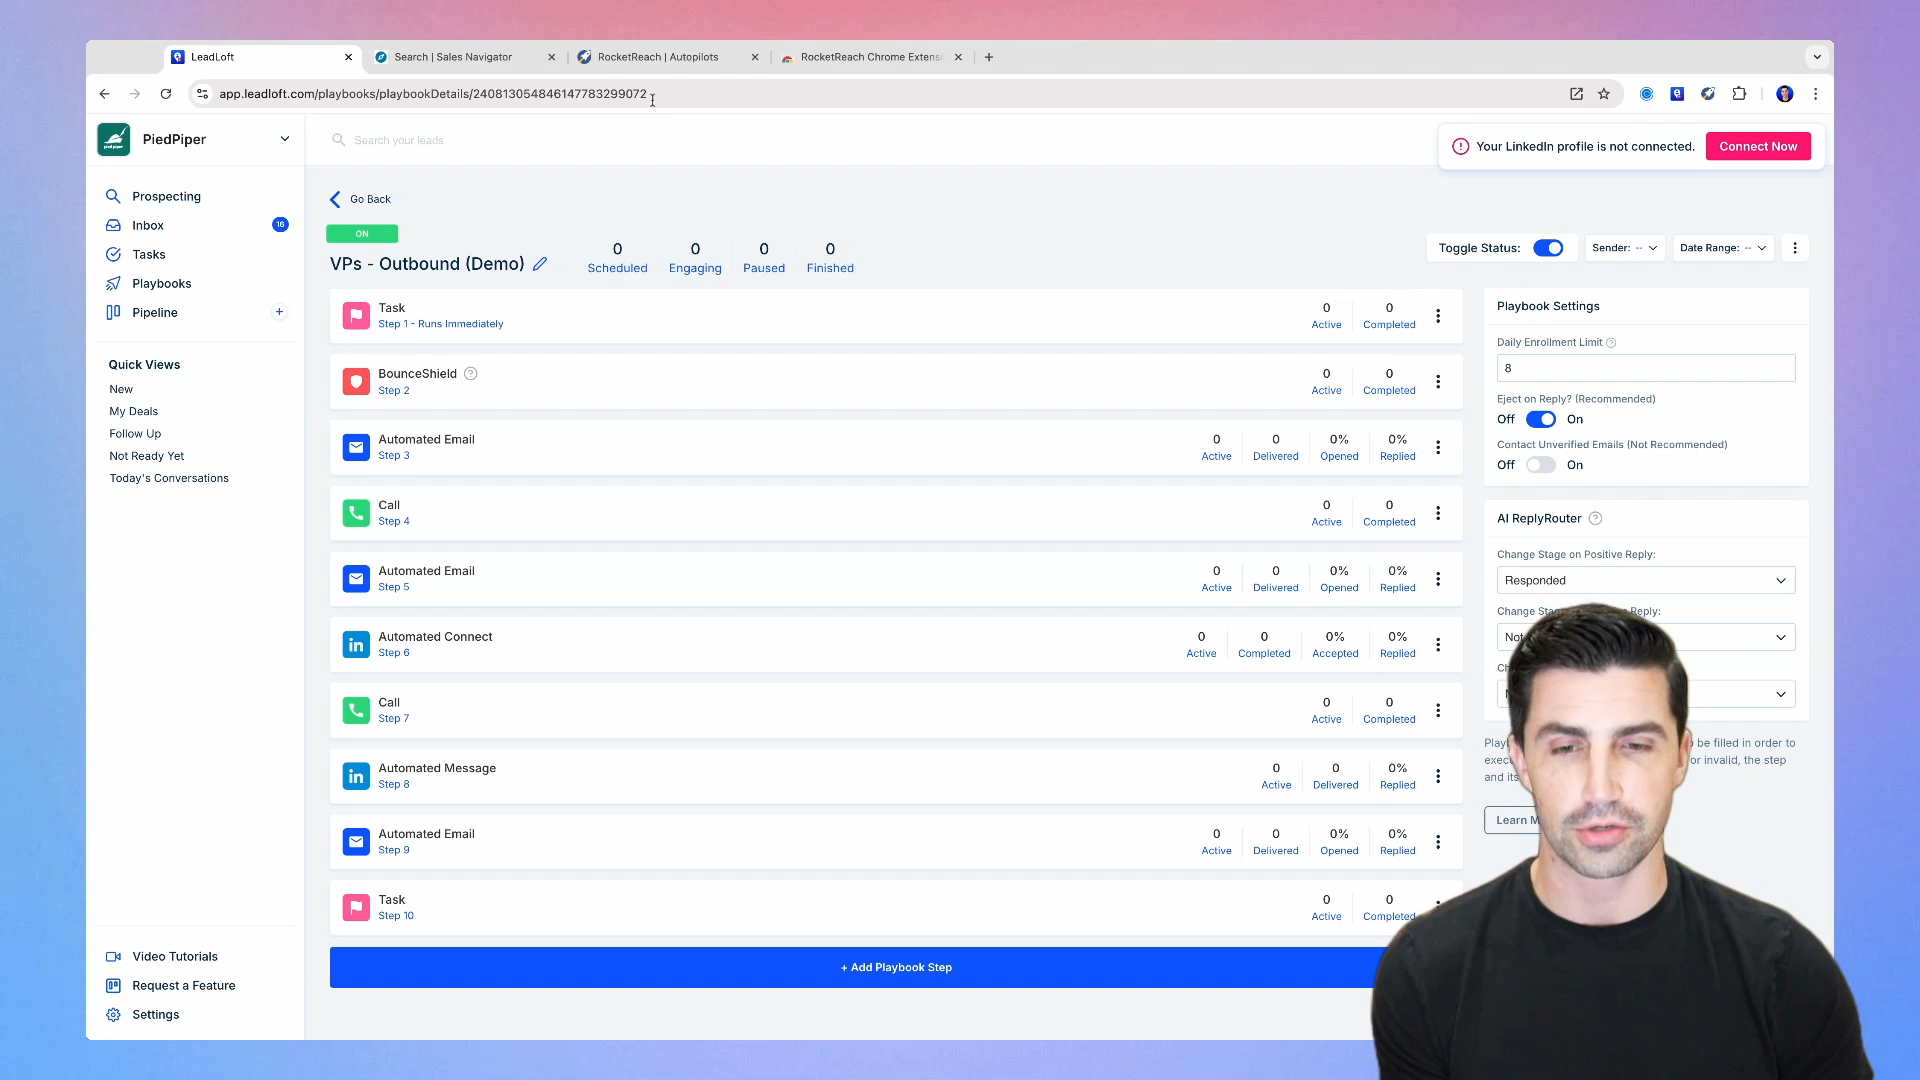 LeadLoft
Search | Sales Navigator
RocketReach | Autopilots
RocketReach Chrome Extens
app.leadloft.com/playbooks/playbookDetails/240813054846147783299072
PiedPiper
Search your leads
Your LinkedIn profile is not connected.
Connect Now
Prospecting
Inbox
16
Tasks
Playbooks
Pipeline
Quick Views
New
My Deals
Follow Up
Not Ready Yet
Today's Conversations
Video Tutorials
Request a Feature
Settings
Go Back
ON
VPs - Outbound (Demo)
0 0 0 0
Scheduled Engaging Paused Finished
Toggle Status:
Sender: --
Date Range: --
Task 0 0
Step 1 - Runs Immediately Active Completed
BounceShield 0 0
Step 2 Active Completed
Automated Email 0 0 0% 0%
Step 3 Active Delivered Opened Replied
Call 0 0
Step 4 Active Completed
Automated Email 0 0 0% 0%
Step 5 Active Delivered Opened Replied
Automated Connect 0 0 0% 0%
Step 6 Active Completed Accepted Replied
Call 0 0
Step 7 Active Completed
Automated Message 0 0 0%
Step 8 Active Delivered Replied
Automated Email 0 0 0% 0%
Step 9 Active Delivered Opened Replied
Task 0 0
Step 10 Active Completed
+ Add Playbook Step
Playbook Settings
Daily Enrollment Limit
8
Eject on Reply? (Recommended)
Off On
Contact Unverified Emails (Not Recommended)
Off On
AI ReplyRouter
Change Stage on Positive Reply:
Responded
Change Reply:
be filled in order to
or invalid, the step
and its
Learn